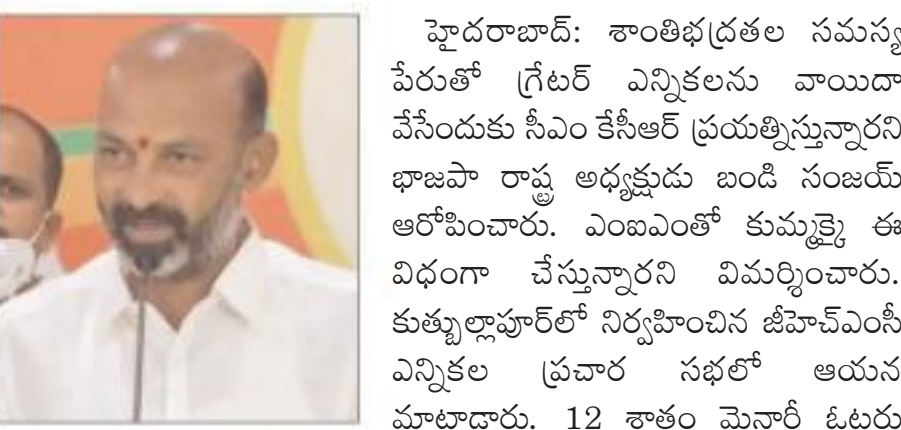 హైదరాబాద్: శాంతిభద్రతల సమస్య
పేరుతో గ్రేటర్ ఎన్నికలను వాయిదా
వేసేందుకు సీఎం కేసీఆర్ ప్రయత్నిస్తున్నారని
భాజపా రాష్ట్ర అధ్యక్షుడు బండి సంజయ్
ఆరోపించారు. ఎంఐఎంతో కుమ్మక్కై ఈ
విధంగా చేస్తున్నారని విమర్శించారు.
కుత్బుల్లాపూర్‌లో నిర్వహించిన జీహెచ్ఎంసీ
ఎన్నికల ప్రచార సభలో ఆయన
మాట్లాడారు. 12 శాతం మైనారీ ఓటరు